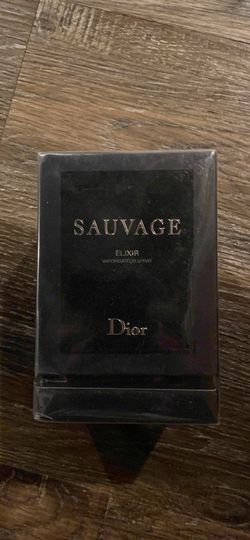 SAUVAGE
ELIXIR
VAPORISATEUR SPRAY
Dior